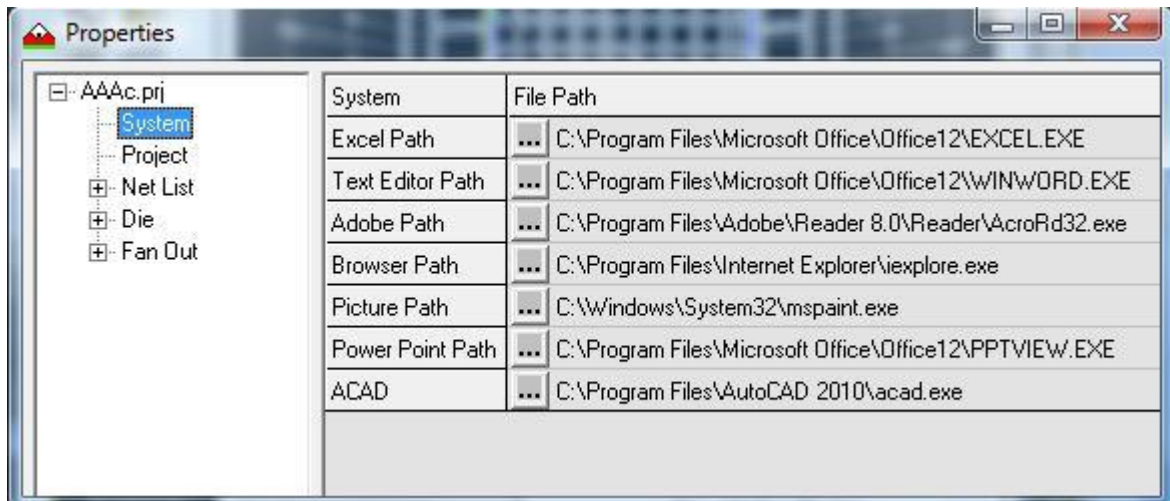 Properties
AAAc.prj
System
Project
Net List
Die
Fan Out
System File Path
Excel Path ... C:\Program Files\Microsoft Office\Office12\EXCEL.EXE
Text Editor Path ... C:\Program Files\Microsoft Office\Office12\WINWORD.EXE
Adobe Path ... C:\Program Files\Adobe\Reader 8.0\Reader\AcroRd32.exe
Browser Path ... C:\Program Files\Internet Explorer\iexplore.exe
Picture Path ... C:\Windows\System32\mspaint.exe
Power Point Path ... C:\Program Files\Microsoft Office\Office12\PPTVIEW.EXE
ACAD ... C:\Program Files\AutoCAD 2010\acad.exe